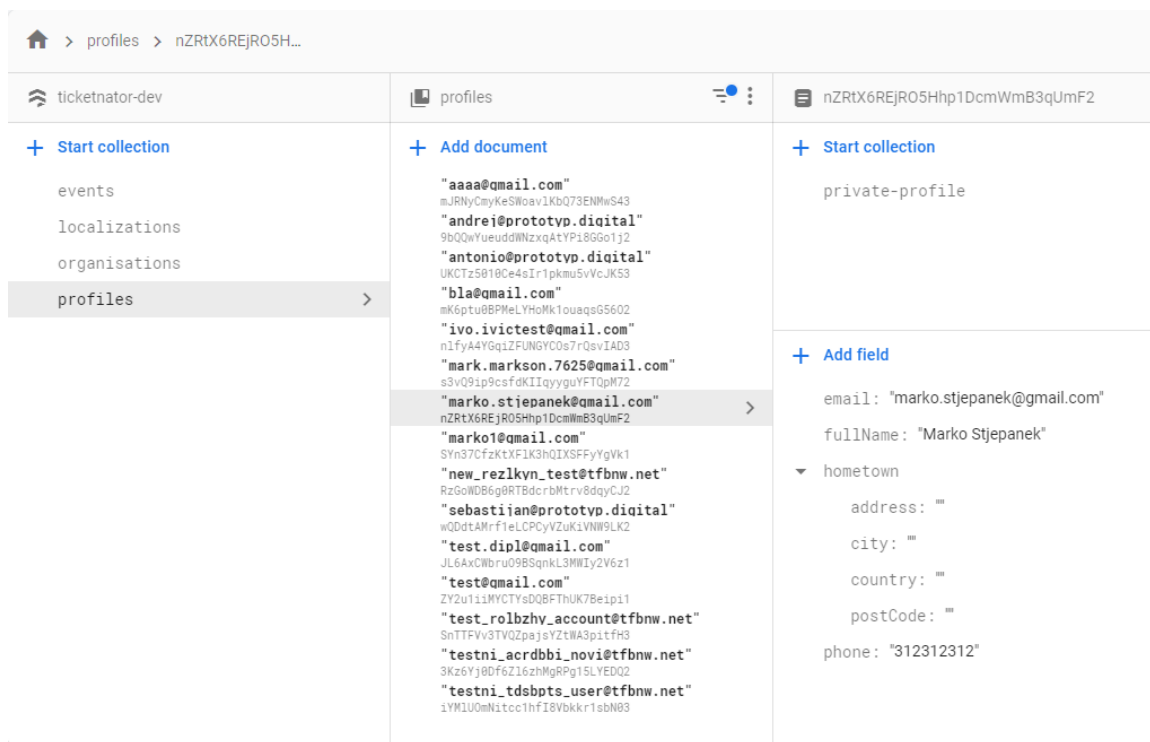 profiles > nZRtX6REjRO5H...
ticketnator-dev
Start collection
events
localizations
organisations
profiles
profiles
Add document
"aaaa@gmail.com"
mJRNyCmyKeSWoavlKbQ73ENMwS43
"andrej@prototyp.digital"
9bQQwYueuddWNzxqAtYPi8GGo1j2
"antonio@prototyp.digital"
UKCTz5010Ce4sIr1pkmu5vVcJK53
"bla@gmail.com"
mK6ptu0BPMeLYHoMk1ouaqsG56O2
"ivo.ivictest@gmail.com"
nlfyA4YGqiZFUNGYCOs7rQsvIAD3
"mark.markson.7625@gmail.com"
s3vQ9ip9csfdKIIqyyguYFTQpM72
"marko.stjepanek@gmail.com"
nZRtX6REjRO5Hhp1DcmWmB3qUmF2
"marko1@gmail.com"
SYn37CfzKtXFlK3hQIXSFFyYgVk1
"new_rezlkyn_test@tfbnw.net"
RzGoWDB6g0RTBdcrbMtrv8dqyCJ2
"sebastijan@prototyp.digital"
wQDdtAMrf1eLCPCyVZuKiVNW9LK2
"test.dipl@gmail.com"
JL6AxCWbruO9BSqnkL3MWIy2V6z1
"test@gmail.com"
ZY2u1iiMYCTYsDQBFThUK7Beipi1
"test_rolbzhy_account@tfbnw.net"
SnTTFVv3TVQZpajsYZtWA3pitfH3
"testni_acrdbbi_novi@tfbnw.net"
3Kz6Yj0Df6Zl6zhMgRPg15LYEDQ2
"testni_tdsbpts_user@tfbnw.net"
iYMlUOmNitcc1hfI8Vbkkr1sbN03
nZRtX6REjRO5Hhp1DcmWmB3qUmF2
Start collection
private-profile
Add field
email: "marko.stjepanek@gmail.com"
fullName: "Marko Stjepanek"
hometown
address: ""
city: ""
country: ""
postCode: ""
phone: "312312312"